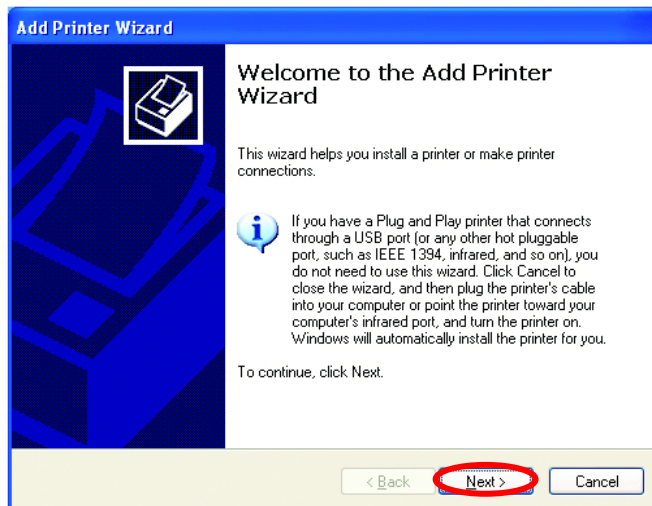 Add Printer Wizard
Welcome to the Add Printer
Wizard
This wizard helps you install a printer or make printer
connections.
If you have a Plug and Play printer that connects
through a USB port (or any other hot pluggable
port, such as IEEE 1394, infrared, and so on), you
do not need to use this wizard. Click Cancel to
close the wizard, and then plug the printer's cable
into your computer or point the printer toward your
computer's infrared port, and turn the printer on.
Windows will automatically install the printer for you.
To continue, click Next.
< Back Next > Cancel